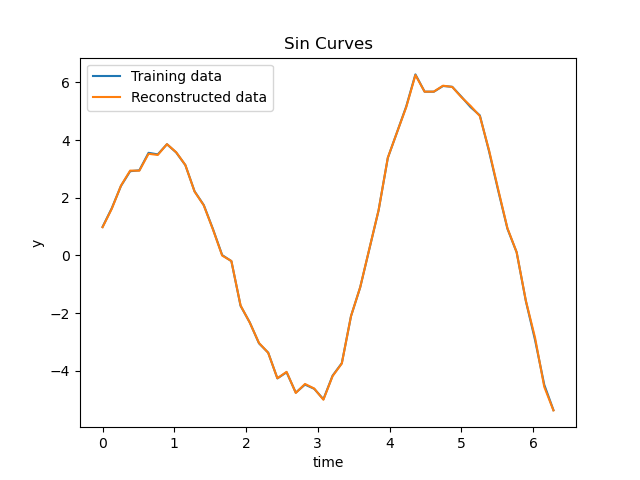 Sin Curves
Training data
Reconstructed data
6
4
2
0
−2
−4
y
0 1 2 3 4 5 6
time